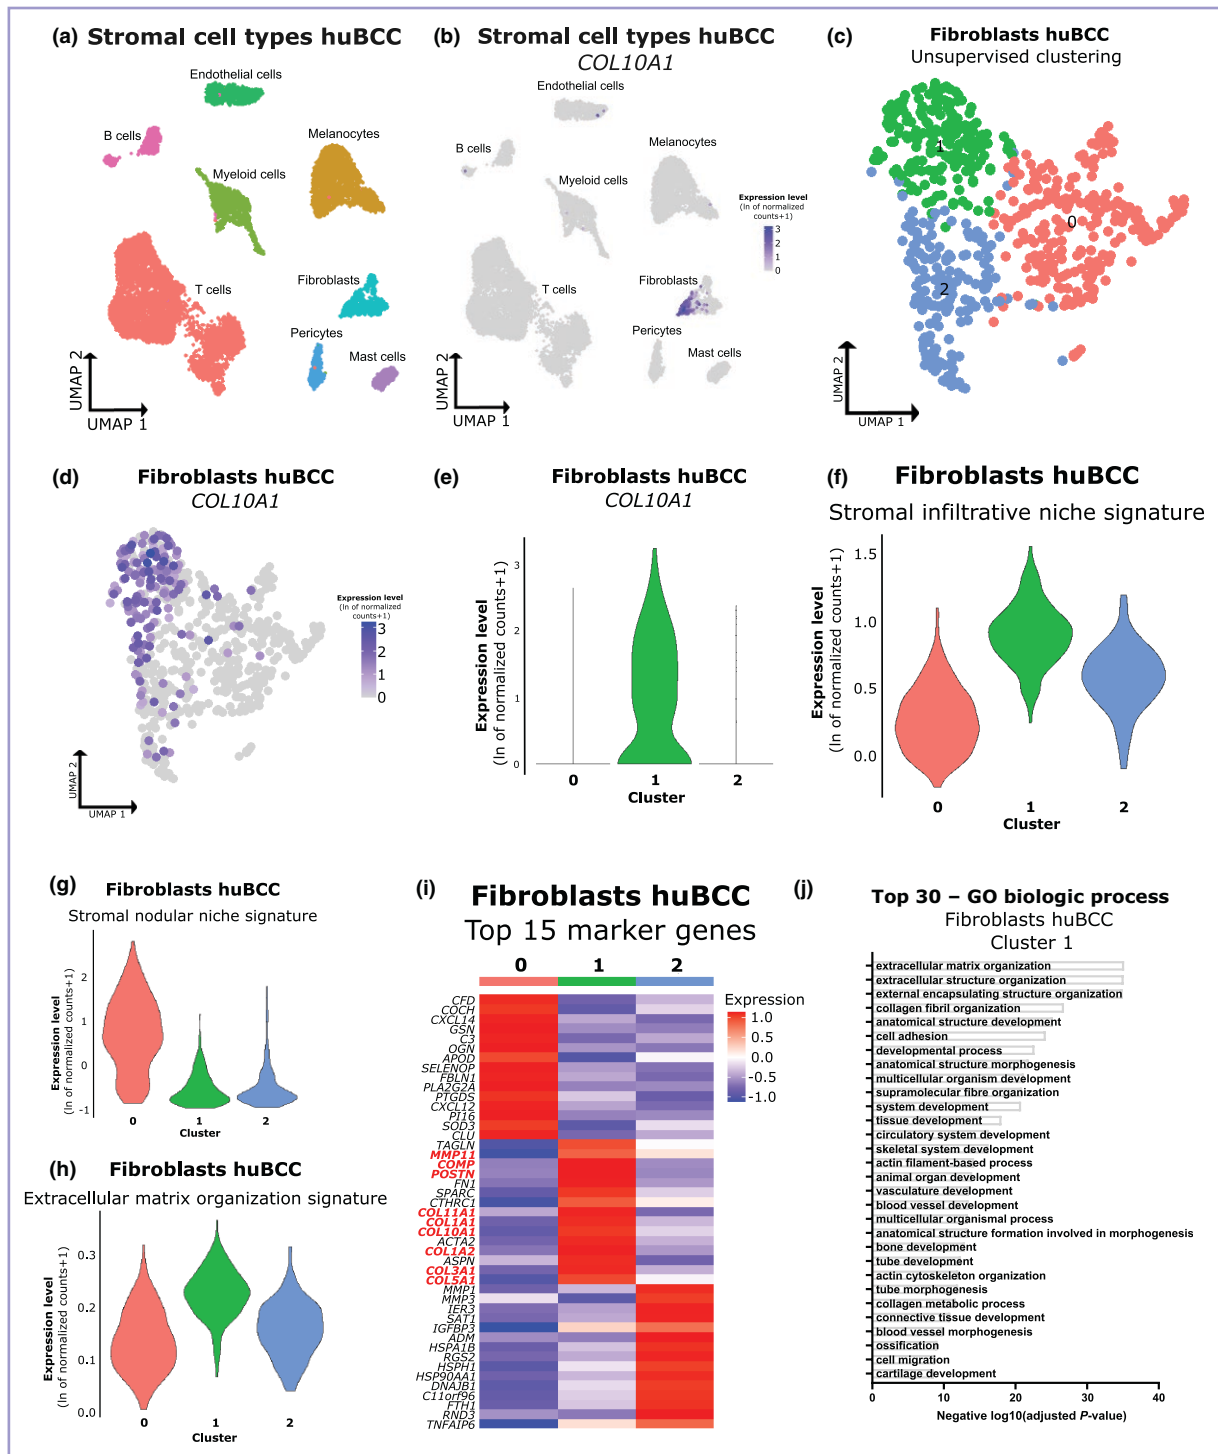 (a) Stromal cell types huBCC
Endothelial cells
B cells
Melanocytes
Myeloid cells
T cells
Fibroblasts
Pericytes
Mast cells
UMAP 2
UMAP 1
(b) Stromal cell types huBCC
COL10A1
Endothelial cells
B cells
Melanocytes
Myeloid cells
Expression level
(ln of normalized
counts+1)
3
2
1
0
T cells
Fibroblasts
Pericytes
Mast cells
UMAP 2
UMAP 1
(c) Fibroblasts huBCC
Unsupervised clustering
1
0
2
UMAP 2
UMAP 1
(d) Fibroblasts huBCC
COL10A1
Expression level
(ln of normalized
counts+1)
3
2
1
0
UMAP 2
UMAP 1
(e) Fibroblasts huBCC
COL10A1
Expression level
(ln of normalized counts+1)
3
2
1
0
0 1 2
Cluster
(f) Fibroblasts huBCC
Stromal infiltrative niche signature
Expression level
(ln of normalized counts+1)
1.5
1.0
0.5
0.0
0 1 2
Cluster
(g) Fibroblasts huBCC
Stromal nodular niche signature
Expression level
(ln of normalized counts+1)
2
1
0
-1
0 1 2
Cluster
(h) Fibroblasts huBCC
Extracellular matrix organization signature
Expression level
(ln of normalized counts+1)
0.3
0.2
0.1
0.0
0 1 2
Cluster
(i) Fibroblasts huBCC
Top 15 marker genes
0 1 2
CFD
COCH
CXCL14
GSN
C3
OGN
APOD
SELENOP
FBLN1
PLA2G2A
PTGDS
CXCL12
PI16
SOD3
CLU
TAGLN
MMP11
COMP
POSTN
FN1
SPARC
CTHRC1
COL11A1
COL1A1
COL10A1
ACTA2
COL1A2
ASPN
COL3A1
COL5A1
MMP1
MMP3
IER3
SAT1
IGFBP3
ADM
HSPA1B
RGS2
HSPH1
HSP90AA1
DNAJB1
C11orf96
FTH1
RND3
TNFAIP6
Expression
1.0
0.5
0.0
-0.5
-1.0
(j) Top 30 – GO biologic process
Fibroblasts huBCC
Cluster 1
extracellular matrix organization
extracellular structure organization
external encapsulating structure organization
collagen fibril organization
anatomical structure development
cell adhesion
developmental process
anatomical structure morphogenesis
multicellular organism development
supramolecular fibre organization
system development
tissue development
circulatory system development
skeletal system development
actin filament-based process
animal organ development
vasculature development
blood vessel development
multicellular organismal process
anatomical structure formation involved in morphogenesis
bone development
tube development
actin cytoskeleton organization
tube morphogenesis
collagen metabolic process
connective tissue development
blood vessel morphogenesis
ossification
cell migration
cartilage development
0 10 20 30 40
Negative log10(adjusted P-value)